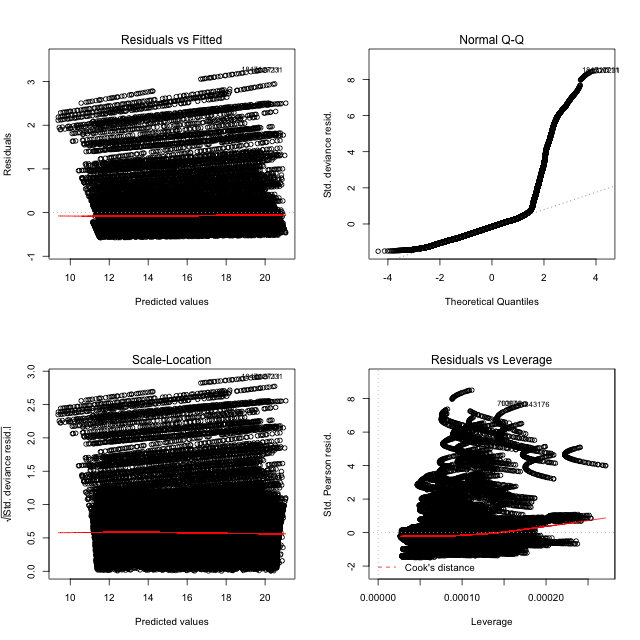 Residuals vs Fitted
Residuals
3
2
1
0
-1
10 12 14 16 18 20
Predicted values
Normal Q-Q
Std. deviance resid.
8
6
4
2
0
-4 -2 0 2 4
Theoretical Quantiles
Scale-Location
√|Std. deviance resid.|
3.0
2.5
2.0
1.5
1.0
0.5
0.0
10 12 14 16 18 20
Predicted values
Residuals vs Leverage
Std. Pearson resid.
8
6
4
2
0
-2
Cook's distance
0.00000 0.00010 0.00020
Leverage